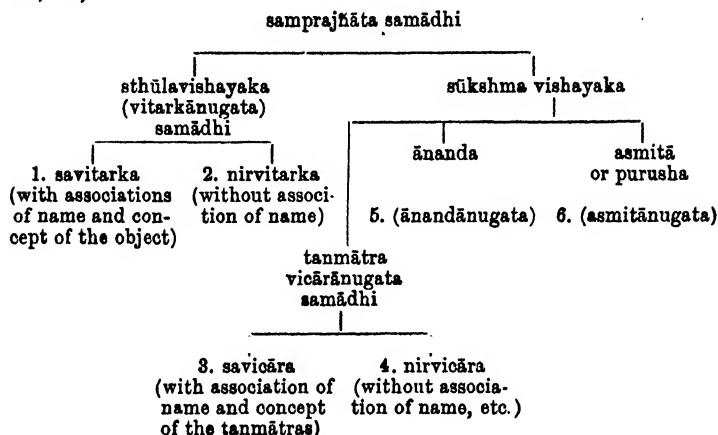 samprajñāta samādhi
sthūlavishayaka
(vitarkānugata)
samādhi
sūkshma vishayaka
1. savitarka
(with associations
of name and con-
cept of the object)
2. nirvitarka
(without associ-
tion of name)
ānanda
5. (ānandānugata)
asmitā
or purusha
6. (asmitānugata)
tanmātra
vicārānugata
samādhi
3. savicāra
(with association of
name and concept
of the tanmātras)
4. nirvicāra
(without associa-
tion of name, etc.)